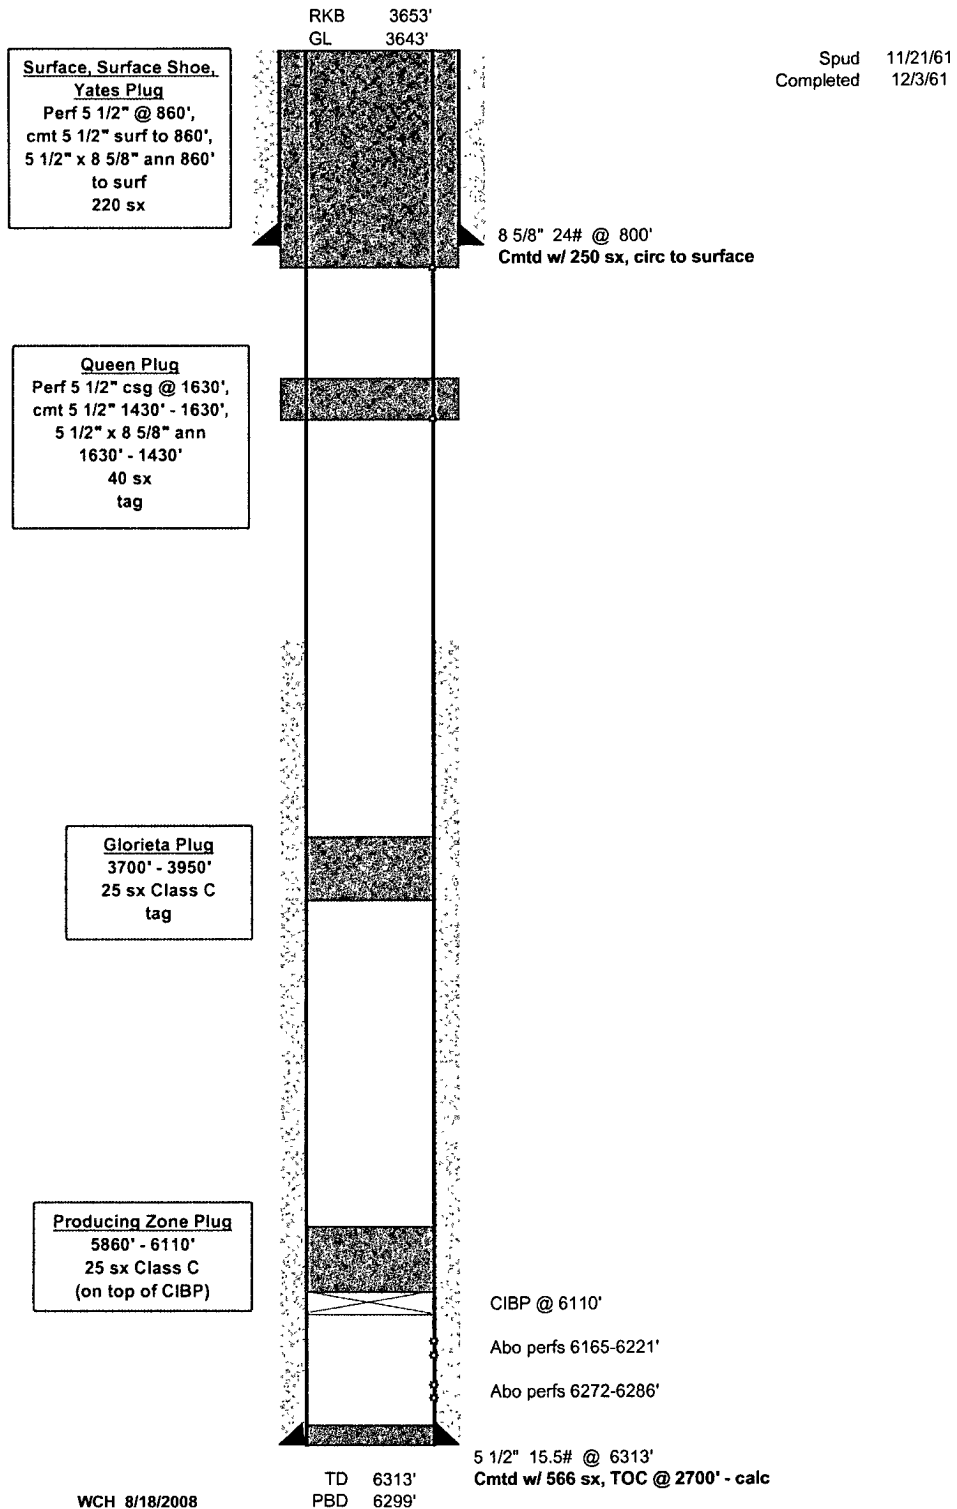 RKB 3653'
GL 3643'
Spud 11/21/61
Completed 12/3/61
Surface, Surface Shoe,
Yates Plug
Perf 5 1/2" @ 860',
cmt 5 1/2" surf to 860',
5 1/2" x 8 5/8" ann 860'
to surf
220 sx
8 5/8" 24# @ 800'
Cmtd w/ 250 sx, circ to surface
Queen Plug
Perf 5 1/2" csg @ 1630',
cmt 5 1/2" 1430' - 1630',
5 1/2" x 8 5/8" ann
1630' - 1430'
40 sx
tag
Glorieta Plug
3700' - 3950'
25 sx Class C
tag
Producing Zone Plug
5860' - 6110'
25 sx Class C
(on top of CIBP)
CIBP @ 6110'
Abo perfs 6165-6221'
Abo perfs 6272-6286'
5 1/2" 15.5# @ 6313'
Cmtd w/ 566 sx, TOC @ 2700' - calc
TD 6313'
PBD 6299'
WCH 8/18/2008